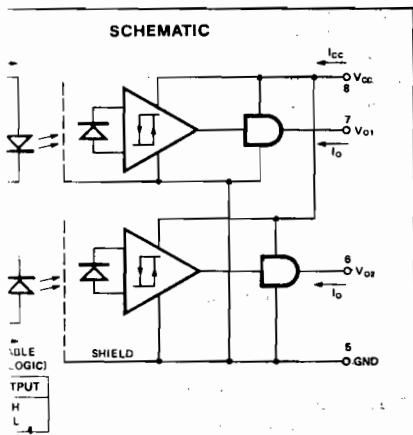 SCHEMATIC
ICC
VCC
8
7
VO1
IO
6
VO2
IO
5
SHIELD
GND
ABLE
LOGIC)
TPUT
H
L